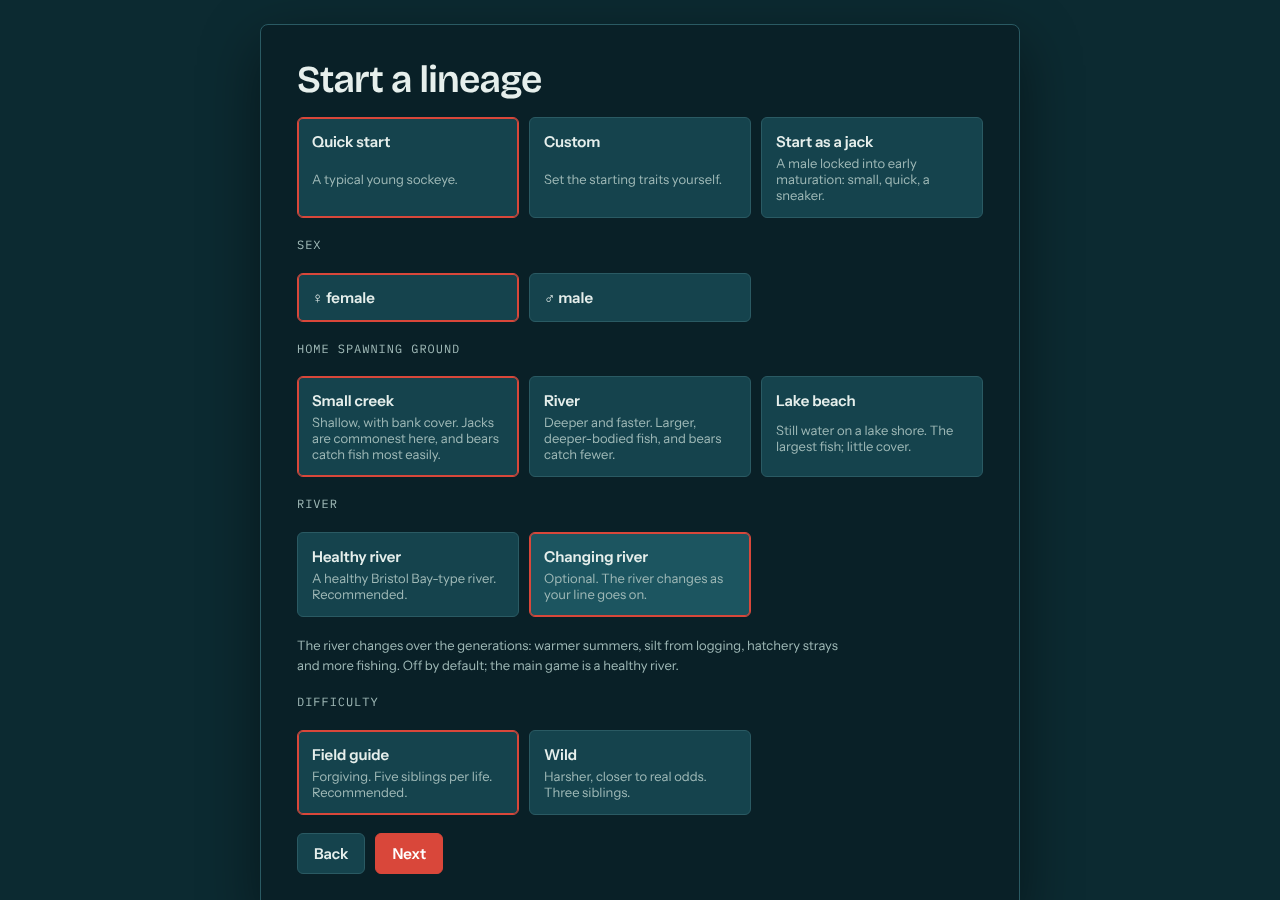 Start a lineage
Quick start
A typical young sockeye.
Custom
Set the starting traits yourself.
Start as a jack
A male locked into early
maturation: small, quick, a
sneaker.
SEX
♀ female
♂ male
HOME SPAWNING GROUND
Small creek
Shallow, with bank cover. Jacks
are commonest here, and bears
catch fish most easily.
River
Deeper and faster. Larger,
deeper-bodied fish, and bears
catch fewer.
Lake beach
Still water on a lake shore. The
largest fish; little cover.
RIVER
Healthy river
A healthy Bristol Bay-type river.
Recommended.
Changing river
Optional. The river changes as
your line goes on.
The river changes over the generations: warmer summers, silt from logging, hatchery strays
and more fishing. Off by default; the main game is a healthy river.
DIFFICULTY
Field guide
Forgiving. Five siblings per life.
Recommended.
Wild
Harsher, closer to real odds.
Three siblings.
Back
Next